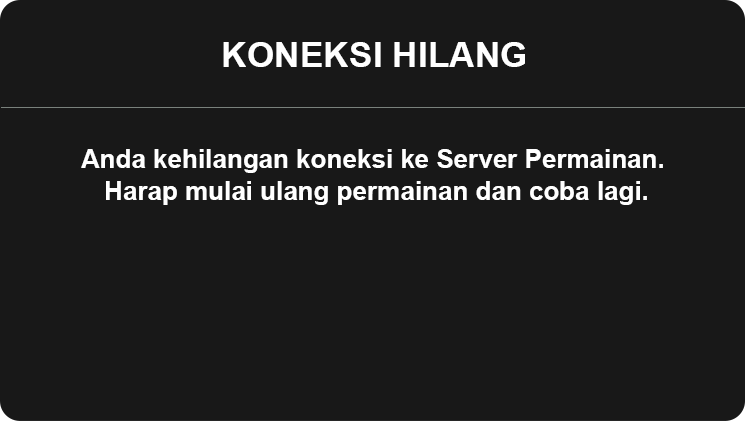 KONEKSI HILANG
Anda kehilangan koneksi ke Server Permainan.
Harap mulai ulang permainan dan coba lagi.